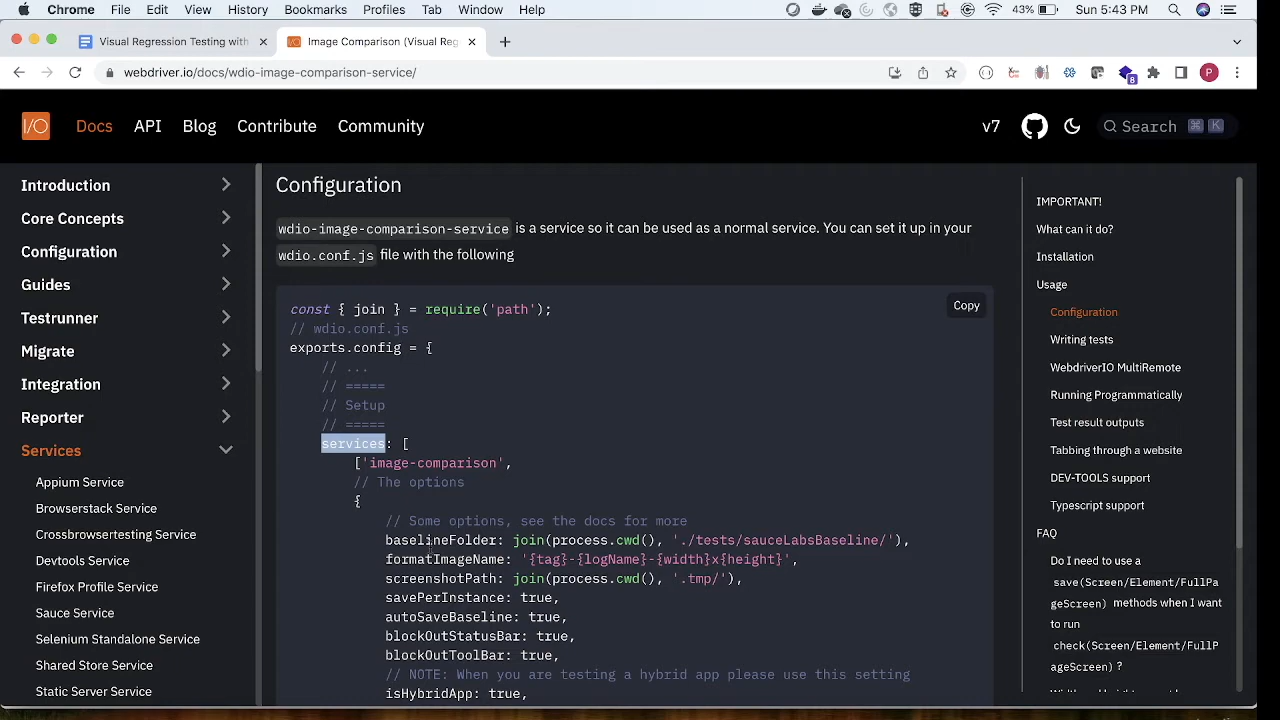 Chrome File Edit View History Bookmarks Profiles Tab Window Help 43% Sun 5:43 PM
Visual Regression Testing with
Image Comparison (Visual Reg
webdriver.io/docs/wdio-image-comparison-service/
P
I/O Docs API Blog Contribute Community v7 Search ⌘ K
Introduction
Core Concepts
Configuration
Guides
Testrunner
Migrate
Integration
Reporter
Services
Appium Service
Browserstack Service
Crossbrowsertesting Service
Devtools Service
Firefox Profile Service
Sauce Service
Selenium Standalone Service
Shared Store Service
Static Server Service
Configuration
wdio-image-comparison-service is a service so it can be used as a normal service. You can set it up in your
wdio.conf.js file with the following
Copy
const { join } = require('path');
// wdio.conf.js
exports.config = {
// ...
// =====
// Setup
// =====
services: [
['image-comparison',
// The options
{
// Some options, see the docs for more
baselineFolder: join(process.cwd(), './tests/sauceLabsBaseline/'),
formatImageName: '{tag}-{logName}-{width}x{height}',
screenshotPath: join(process.cwd(), '.tmp/'),
savePerInstance: true,
autoSaveBaseline: true,
blockOutStatusBar: true,
blockOutToolBar: true,
// NOTE: When you are testing a hybrid app please use this setting
isHybridApp: true,
IMPORTANT!
What can it do?
Installation
Usage
Configuration
Writing tests
WebdriverIO MultiRemote
Running Programmatically
Test result outputs
Tabbing through a website
DEV-TOOLS support
Typescript support
FAQ
Do I need to use a
save(Screen/Element/FullPa
geScreen) methods when I want
to run
check(Screen/Element/FullP
ageScreen) ?